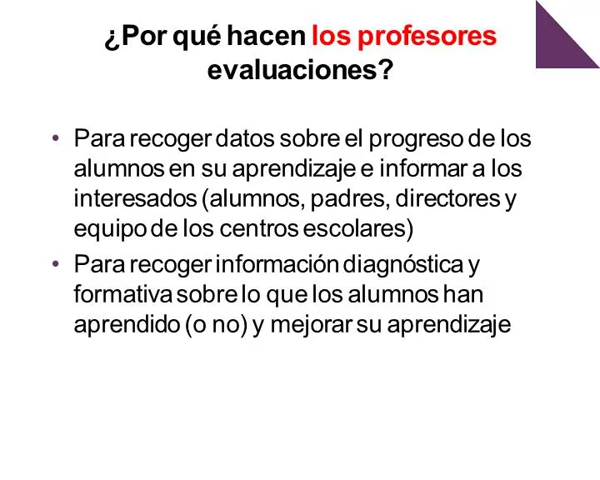 ¿Por qué hacen los profesores
evaluaciones?
• Para recoger datos sobre el progreso de los
alumnos en su aprendizaje e informar a los
interesados (alumnos, padres, directores y
equipo de los centros escolares)
• Para recoger información diagnóstica y
formativa sobre lo que los alumnos han
aprendido (o no) y mejorar su aprendizaje